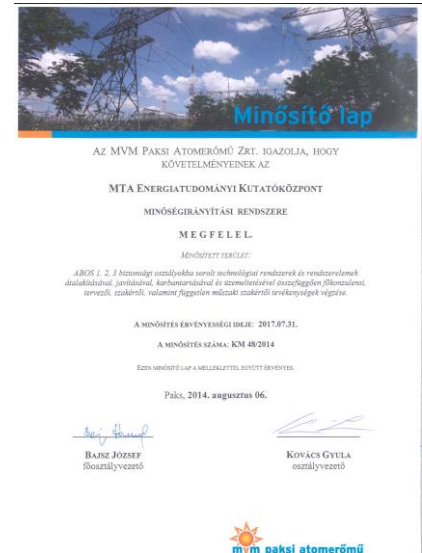 Minősítő lap
AZ MVM PAKSI ATOMERŐMŰ ZRT. IGAZOLJA, HOGY
KÖVETELMÉNYEINEK AZ
MTA ENERGIATUDOMÁNYI KUTATÓKÖZPONT
MINŐSÉGIRÁNYÍTÁSI RENDSZERE
MEGFELEL.
MINŐSÍTETT TERÜLET:
ABOS 1, 2, 3 biztonsági osztályokba sorolt technológiai rendszerek és rendszerelemek
átalakításával, javításával, karbantartásával és üzemeltetésével összefüggően főkonzulensi,
tervezői, szakértői, valamint független műszaki szakértői tevékenységek végzése.
A MINŐSÍTÉS ÉRVÉNYESSÉGI IDEJE: 2017.07.31.
A MINŐSÍTÉS SZÁMA: KM 48/2014
EZEN MINŐSÍTŐ LAP A MELLÉKLETTEL EGYÜTT ÉRVÉNYES.
Paks, 2014. augusztus 06.
BAJSZ JÓZSEF KOVÁCS GYULA
főosztályvezető osztályvezető
mvm paksi atomerőmű